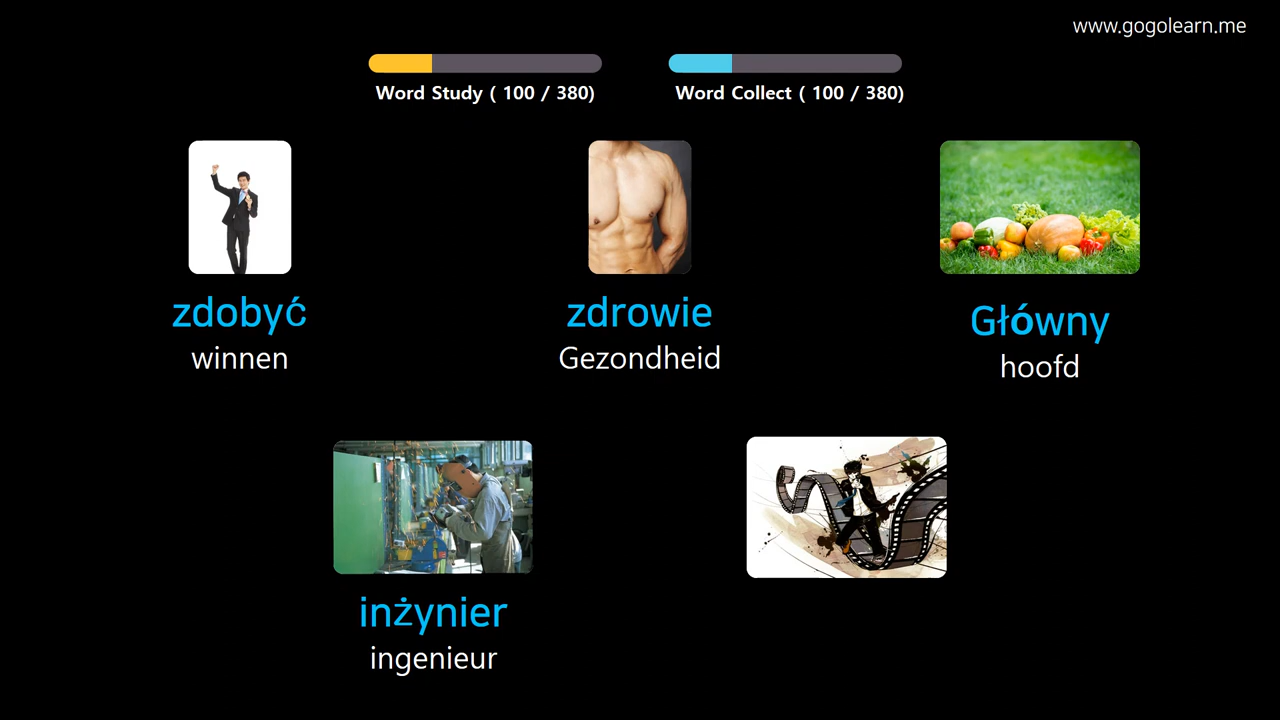 www.gogolearn.me
Word Study ( 100 / 380)
Word Collect ( 100 / 380)
zdobyć
winnen
zdrowie
Gezondheid
Główny
hoofd
inżynier
ingenieur